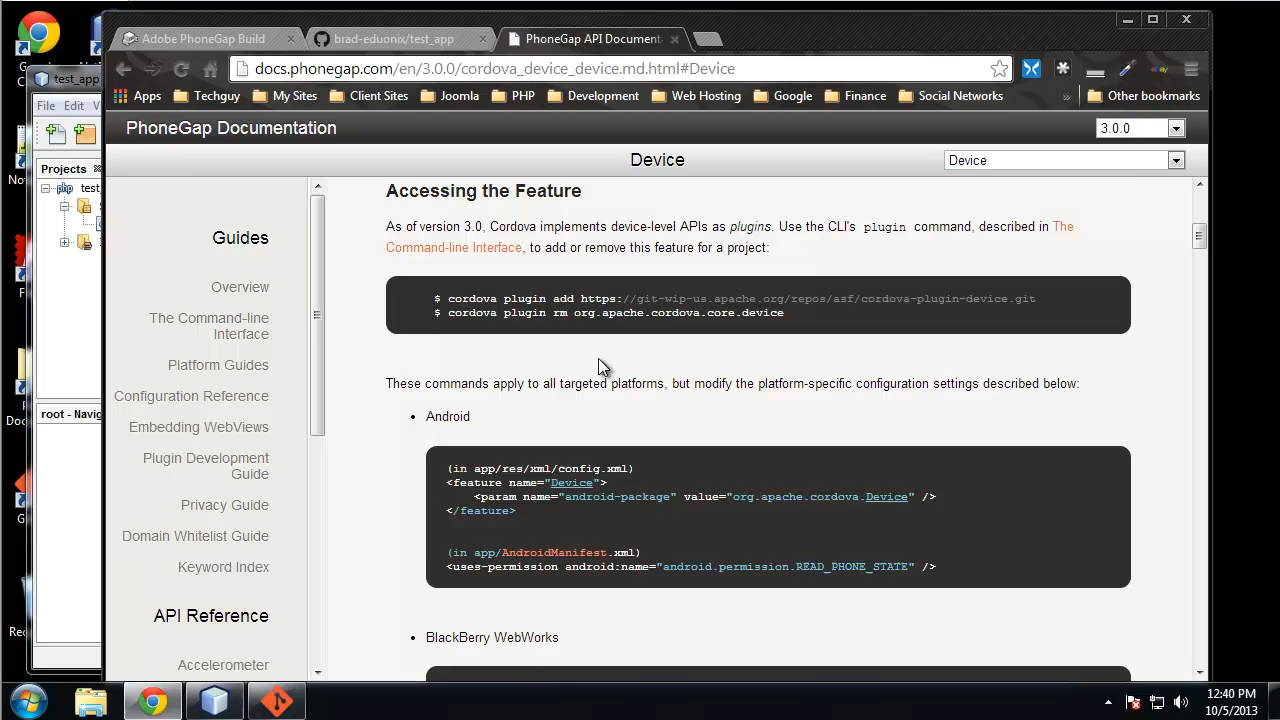 Adobe PhoneGap Build
brad-eduonix/test_app
PhoneGap API Document
test_app
docs.phonegap.com/en/3.0.0/cordova_device_device.md.html#Device
Apps
Techguy
My Sites
Client Sites
Joomla
PHP
Development
Web Hosting
Google
Finance
Social Networks
»
Other bookmarks
File Edit V
PhoneGap Documentation
3.0.0
Device
Device
Projects
php
test_
root - Navig
Guides
Overview
The Command-line
Interface
Platform Guides
Configuration Reference
Embedding WebViews
Plugin Development
Guide
Privacy Guide
Domain Whitelist Guide
Keyword Index
API Reference
Accelerometer
Accessing the Feature
As of version 3.0, Cordova implements device-level APIs as plugins. Use the CLI's plugin command, described in The
Command-line Interface, to add or remove this feature for a project:
$ cordova plugin add https://git-wip-us.apache.org/repos/asf/cordova-plugin-device.git
$ cordova plugin rm org.apache.cordova.core.device
These commands apply to all targeted platforms, but modify the platform-specific configuration settings described below:
• Android
(in app/res/xml/config.xml)
<feature name="Device">
<param name="android-package" value="org.apache.cordova.Device" />
</feature>
(in app/AndroidManifest.xml)
<uses-permission android:name="android.permission.READ_PHONE_STATE" />
• BlackBerry WebWorks
12:40 PM
10/5/2013